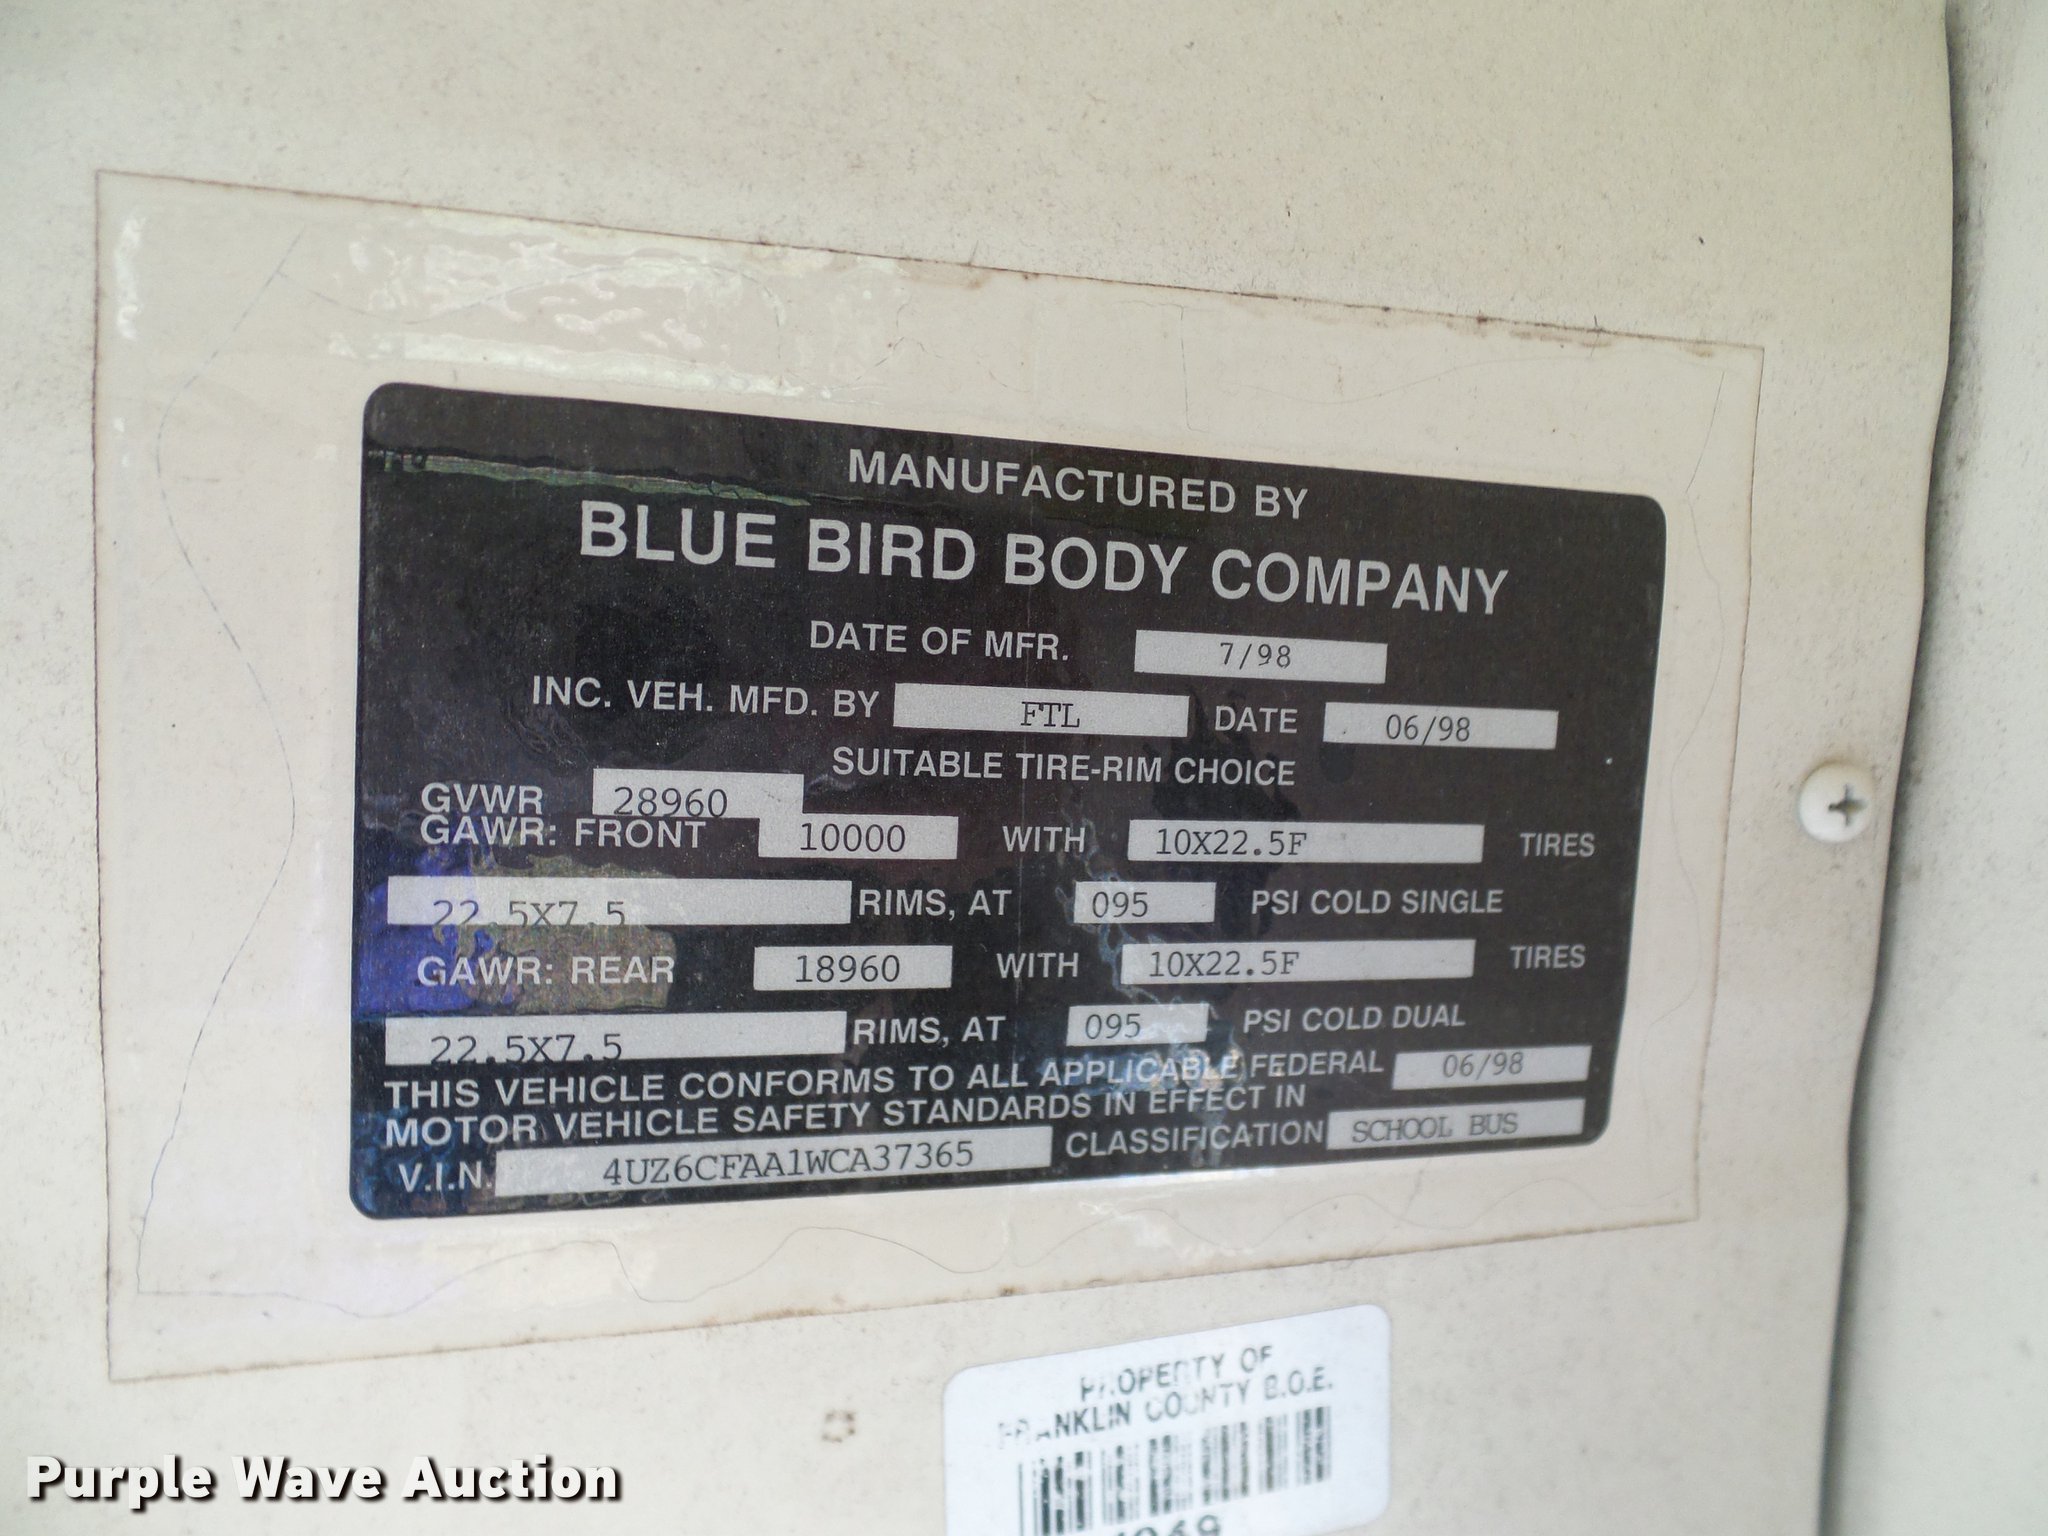 MANUFACTURED BY
BLUE BIRD BODY COMPANY
DATE OF MFR. 7/98
INC. VEH. MFD. BY FTL DATE 06/98
SUITABLE TIRE-RIM CHOICE
GVWR 28960
GAWR: FRONT 10000 WITH 10X22.5F TIRES
22.5X7.5 RIMS, AT 095 PSI COLD SINGLE
GAWR: REAR 18960 WITH 10X22.5F TIRES
22.5X7.5 RIMS, AT 095 PSI COLD DUAL
THIS VEHICLE CONFORMS TO ALL APPLICABLE FEDERAL 06/98
MOTOR VEHICLE SAFETY STANDARDS IN EFFECT IN
V.I.N. 4UZ6CFAA1WCA37365 CLASSIFICATION SCHOOL BUS
PROPERTY OF
FRANKLIN COUNTY B.O.E.
Purple Wave Auction